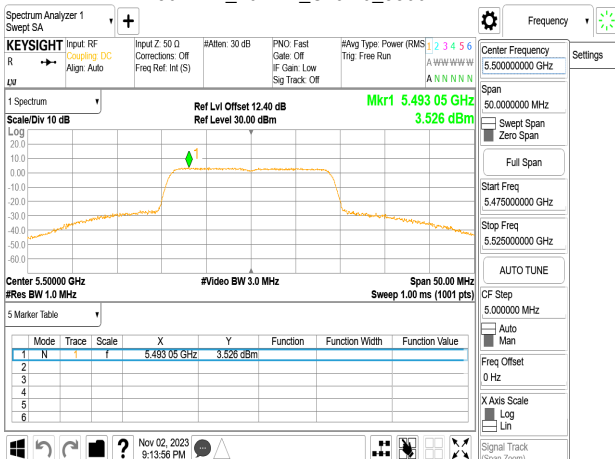 Spectrum Analyzer 1
Swept SA
+
Frequency
KEYSIGHT
R
LXI
Input: RF
Coupling: DC
Align: Auto
Input Z: 50 Ω
Corrections: Off
Freq Ref: Int (S)
#Atten: 30 dB
PNO: Fast
Gate: Off
IF Gain: Low
Sig Track: Off
#Avg Type: Power (RMS
Trig: Free Run
1 2 3 4 5 6
A W W W W W
A N N N N N
Center Frequency
5.500000000 GHz
Settings
Span
50.0000000 MHz
Swept Span
Zero Span
Full Span
Start Freq
5.475000000 GHz
Stop Freq
5.525000000 GHz
AUTO TUNE
CF Step
5.000000 MHz
Auto
Man
Freq Offset
0 Hz
X Axis Scale
Log
Lin
Signal Track
(Span Zoom)
1 Spectrum
Scale/Div 10 dB
Ref Lvl Offset 12.40 dB
Ref Level 30.00 dBm
Mkr1 5.493 05 GHz
3.526 dBm
Log
20.0
10.0
0.00
-10.0
-20.0
-30.0
-40.0
-50.0
-60.0
1
Center 5.50000 GHz
#Res BW 1.0 MHz
#Video BW 3.0 MHz
Span 50.00 MHz
Sweep 1.00 ms (1001 pts)
5 Marker Table
Mode Trace Scale X Y Function Function Width Function Value
1 N 1 f 5.493 05 GHz 3.526 dBm
2
3
4
5
6
?
Nov 02, 2023
9:13:56 PM